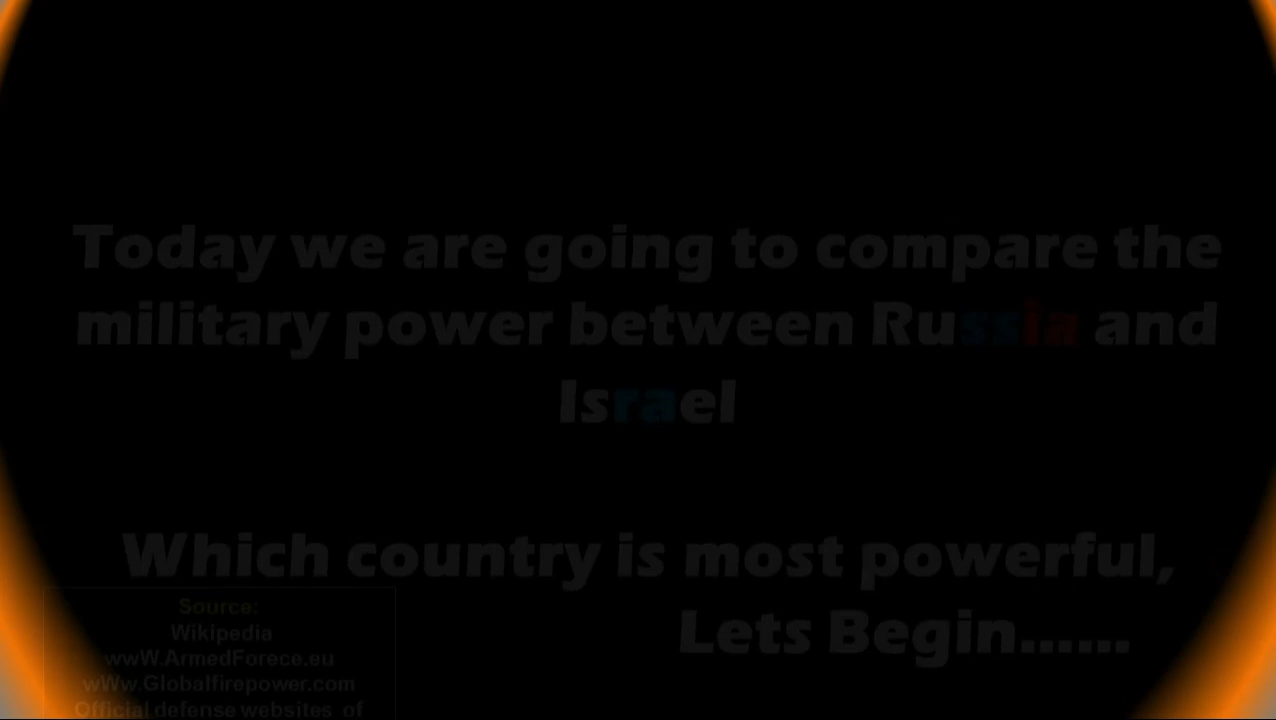 Today we are going to compare the
military power between Russia and
Israel
Which country is most powerful,
Lets Begin......
Source:
Wikipedia
wwW.ArmedForece.eu
wWw.Globalfirepower.com
Official defense websites of